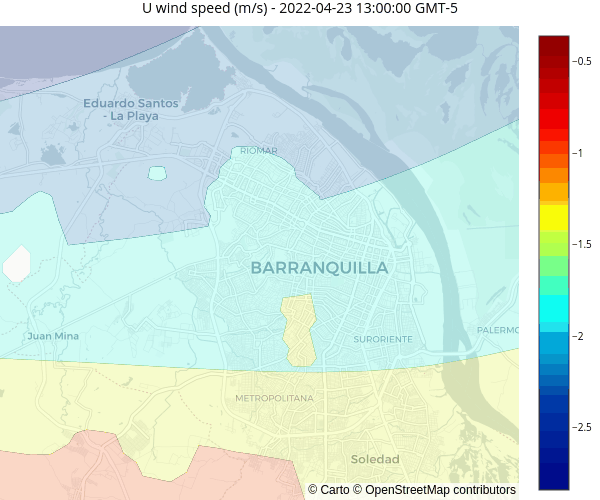 U wind speed (m/s) - 2022-04-23 13:00:00 GMT-5
Eduardo Santos
- La Playa
RIOMAR
BARRANQUILLA
Juan Mina
SURORIENTE
PALERMO
METROPOLITANA
Soledad
© Carto © OpenStreetMap contributors
−0.5
−1
−1.5
−2
−2.5